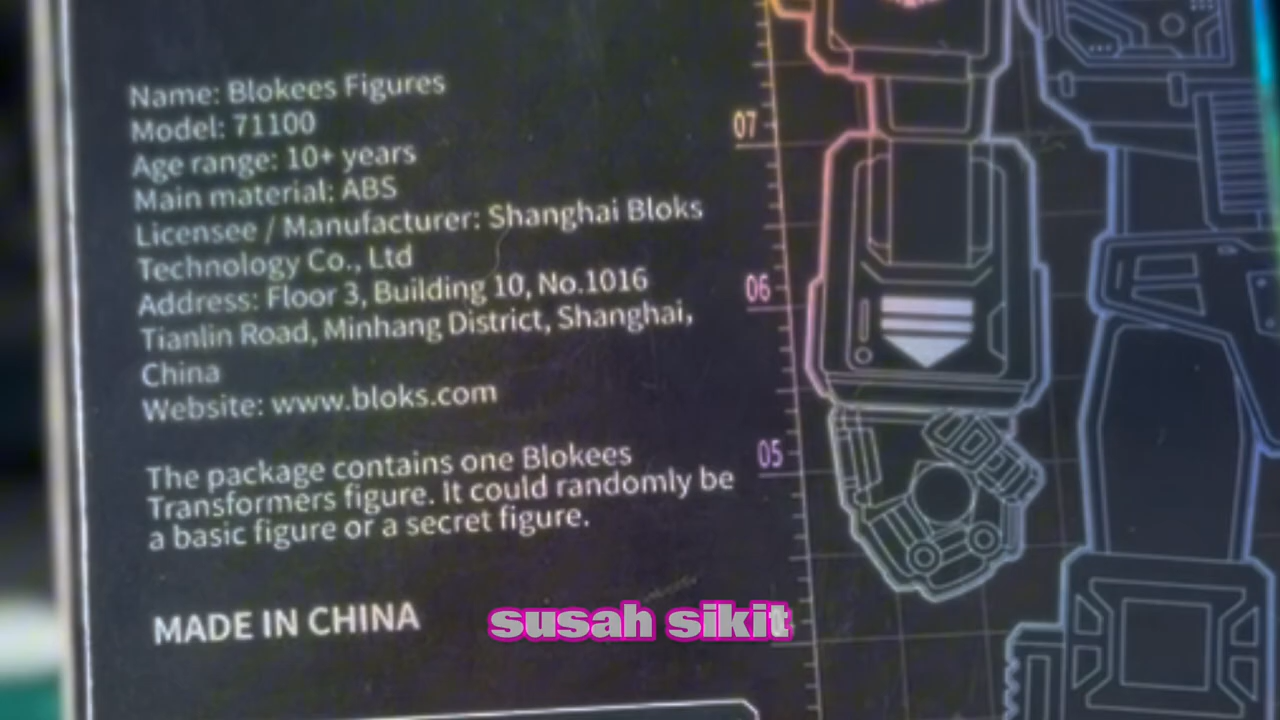 Name: Blokees Figures
Model: 71100
Age range: 10+ years
Main material: ABS
Licensee / Manufacturer: Shanghai Bloks
Technology Co., Ltd
Address: Floor 3, Building 10, No.1016
Tianlin Road, Minhang District, Shanghai,
China
Website: www.bloks.com
The package contains one Blokees
Transformers figure. It could randomly be
a basic figure or a secret figure.
MADE IN CHINA
07
06
05
susah sikit